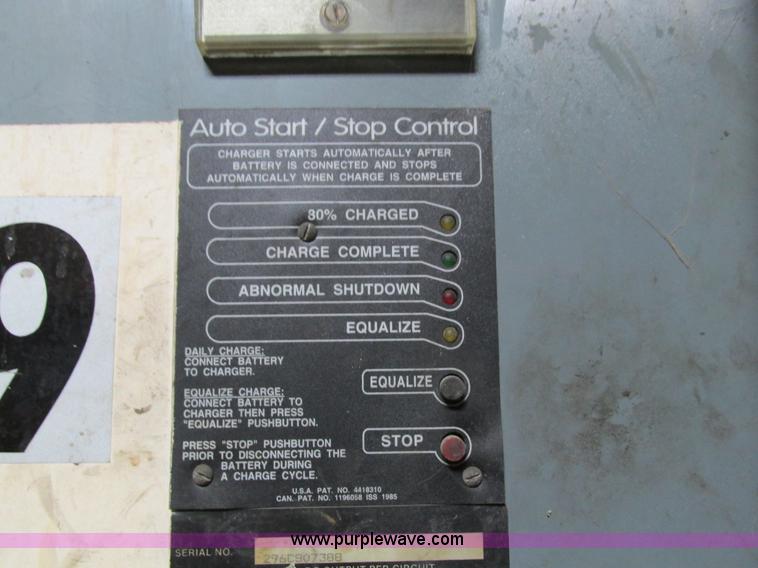 Auto Start / Stop Control
CHARGER STARTS AUTOMATICALLY AFTER
BATTERY IS CONNECTED AND STOPS
AUTOMATICALLY WHEN CHARGE IS COMPLETE
80% CHARGED
CHARGE COMPLETE
ABNORMAL SHUTDOWN
EQUALIZE
9
DAILY CHARGE:
CONNECT BATTERY
TO CHARGER.
EQUALIZE CHARGE:
CONNECT BATTERY TO
CHARGER THEN PRESS
"EQUALIZE" PUSHBUTTON.
EQUALIZE
PRESS "STOP" PUSHBUTTON
PRIOR TO DISCONNECTING THE
BATTERY DURING
A CHARGE CYCLE.
STOP
U.S.A. PAT. NO. 4418310
CAN. PAT. NO. 1196058 ISS 1985
www.purplewave.com
SERIAL NO.
OUTPUT PER CIRCUIT